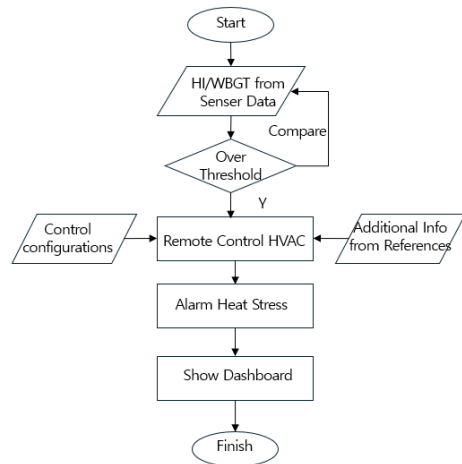 Start
HI/WBGT from
Senser Data
Compare
Over
Threshold
Y
Control
configurations
Remote Control HVAC
Additional Info
from References
Alarm Heat Stress
Show Dashboard
Finish